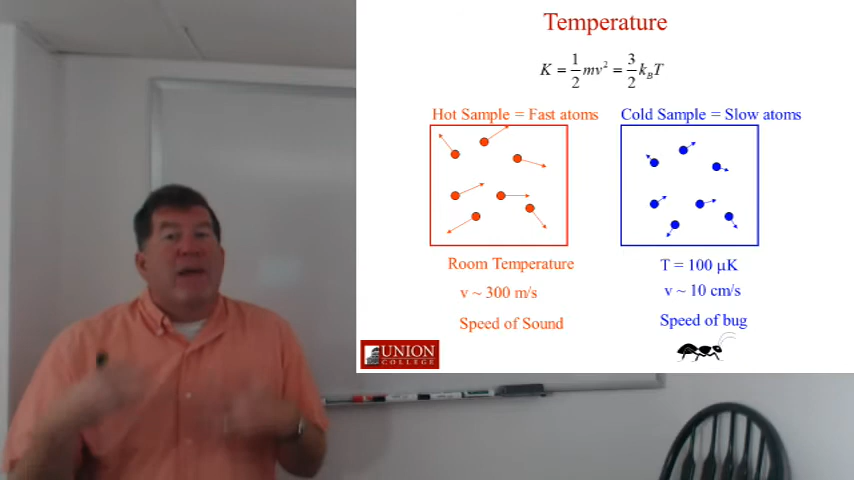 Temperature
K = 1/2 mv² = 3/2 k_BT
Hot Sample = Fast atoms
Cold Sample = Slow atoms
Room Temperature
v ~ 300 m/s
Speed of Sound
T = 100 μK
v ~ 10 cm/s
Speed of bug
UNION
COLLEGE